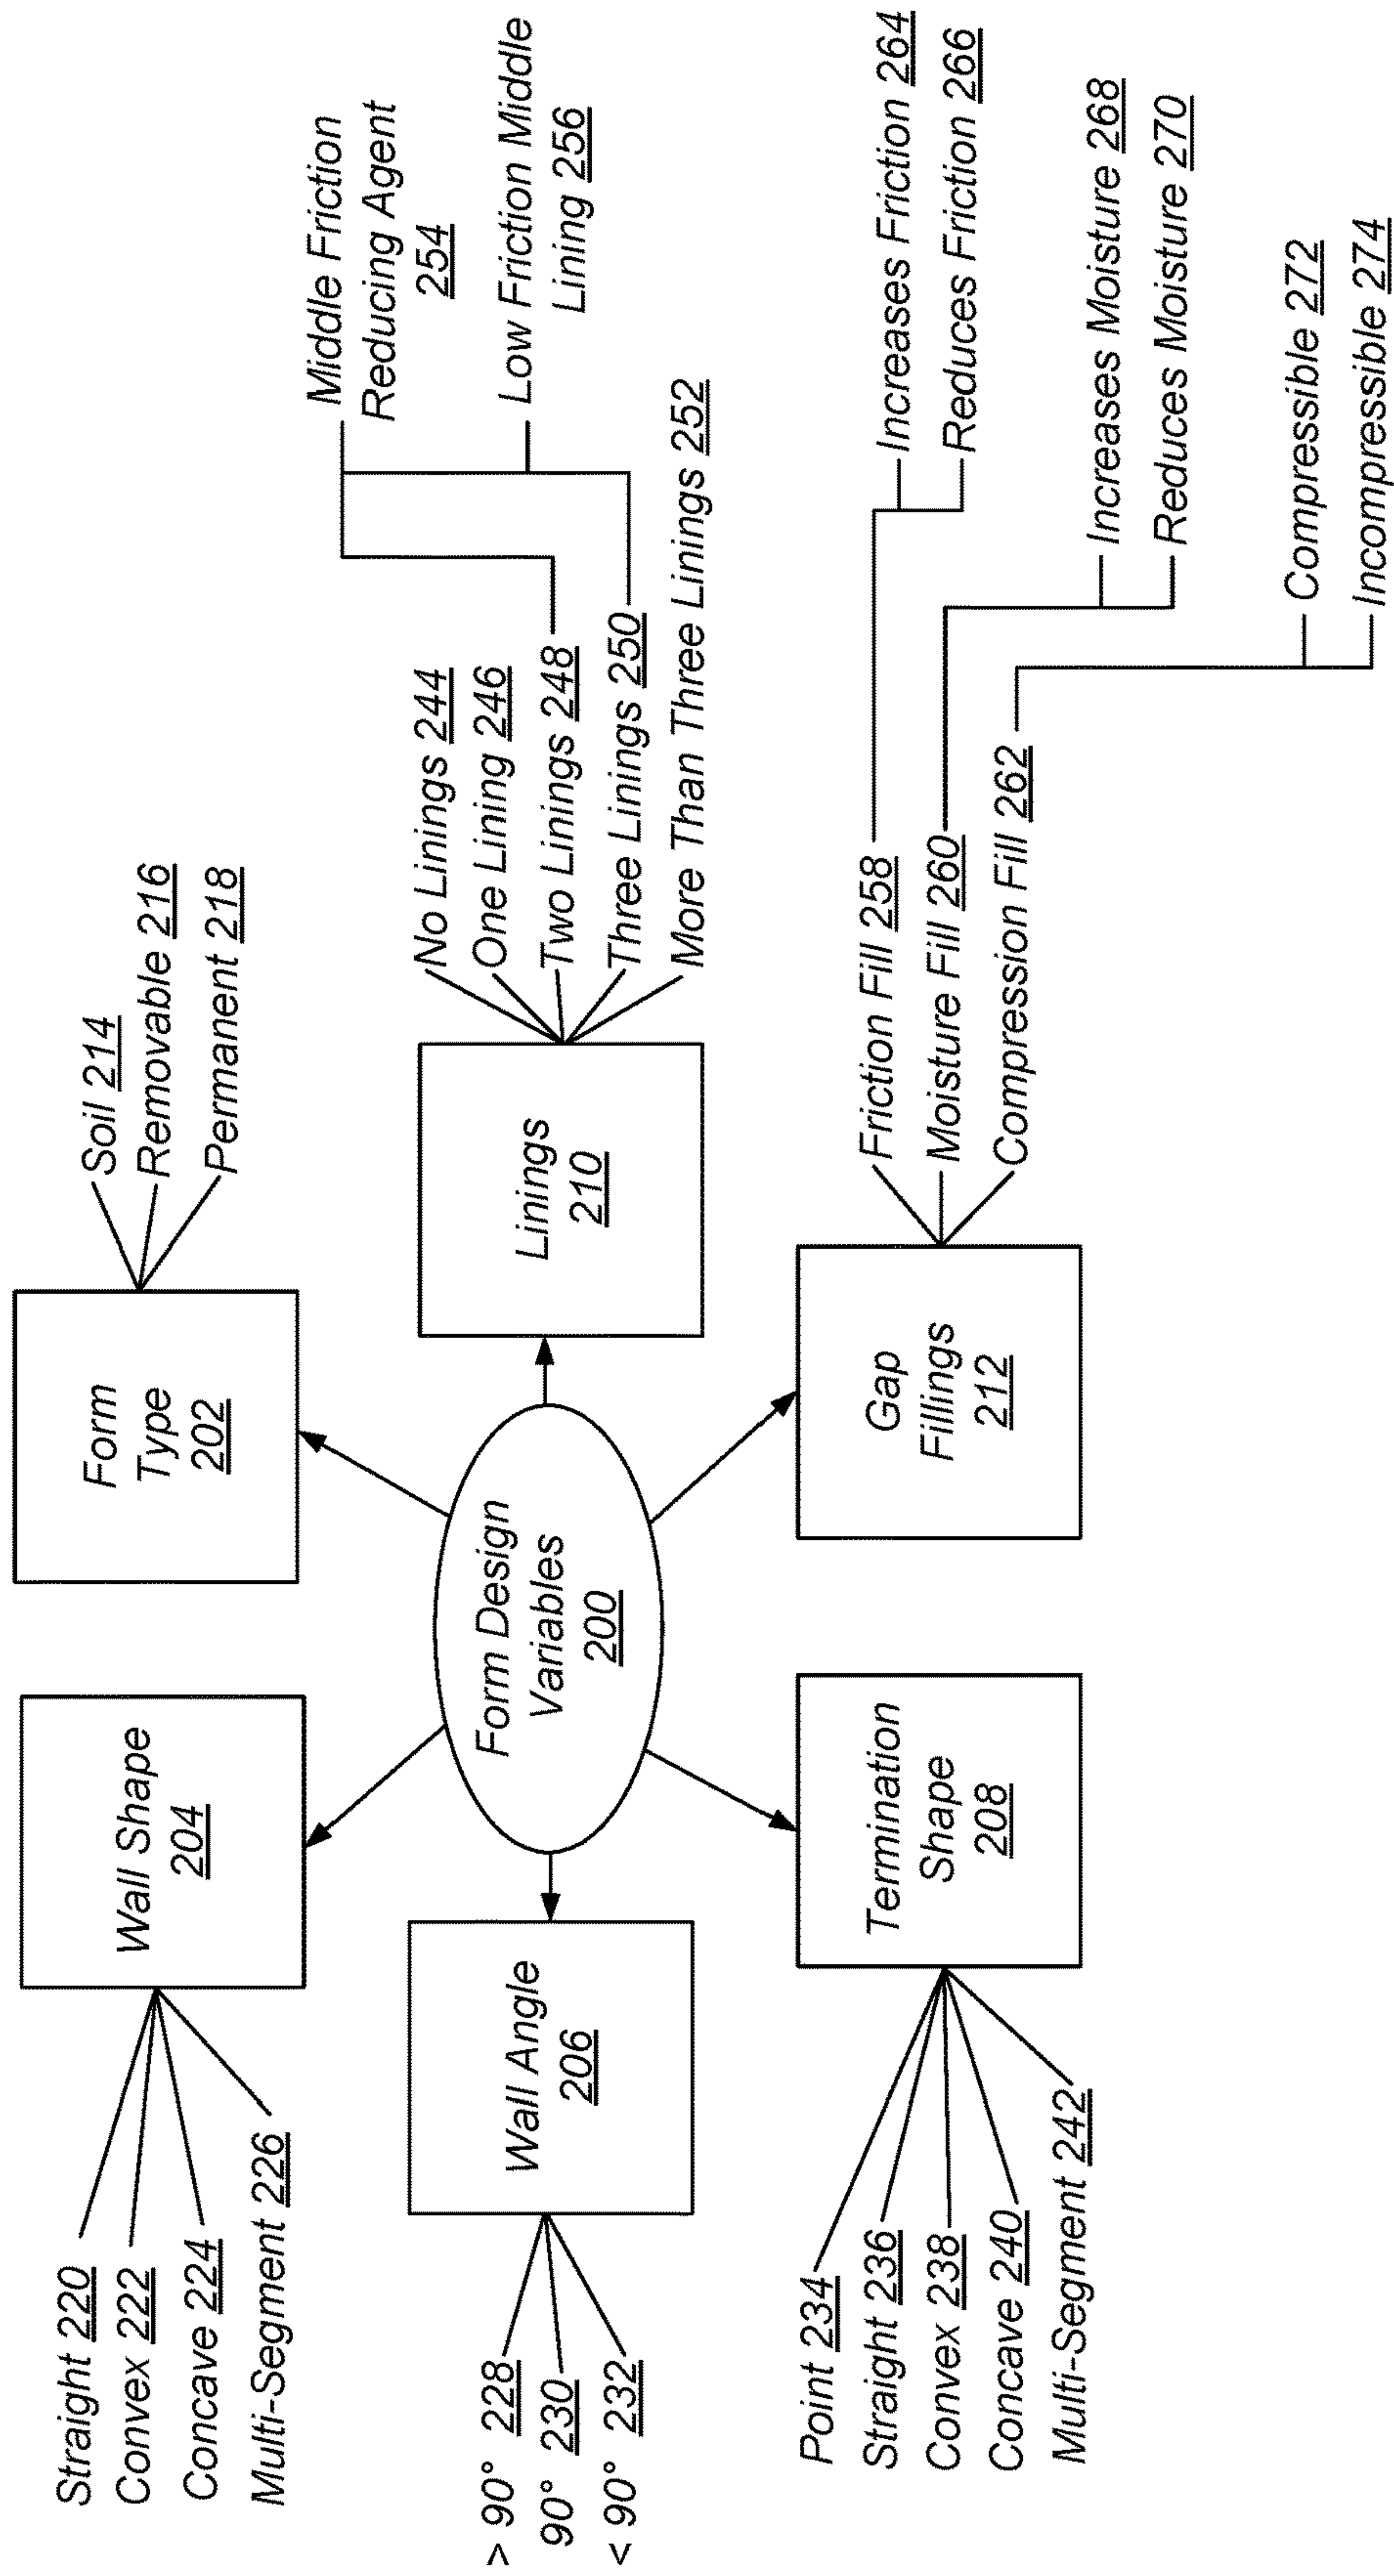 Straight 220
Convex 222
Concave 224
Multi-Segment 226
Wall Shape
204
Form
Type
202
Soil 214
Removable 216
Permanent 218
> 90° 228
90° 230
< 90° 232
Wall Angle
206
Form Design
Variables
200
Linings
210
No Linings 244
One Lining 246
Two Linings 248
Three Linings 250
More Than Three Linings 252
Middle Friction
Reducing Agent
254
Low Friction Middle
Lining 256
Point 234
Straight 236
Convex 238
Concave 240
Multi-Segment 242
Termination
Shape
208
Gap
Fillings
212
Friction Fill 258
Moisture Fill 260
Compression Fill 262
Increases Friction 264
Reduces Friction 266
Increases Moisture 268
Reduces Moisture 270
Compressible 272
Incompressible 274